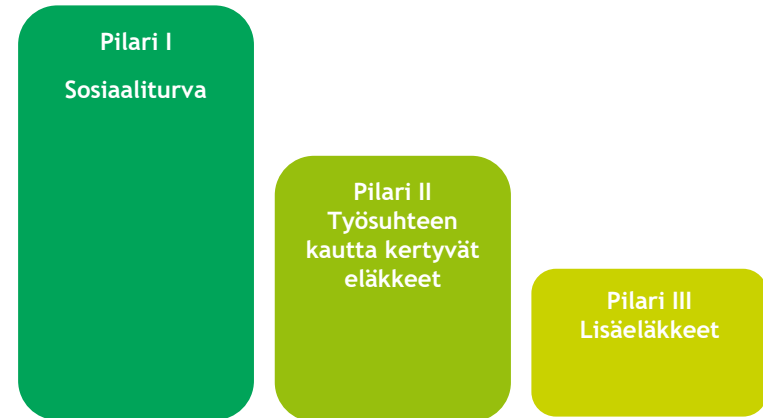 Pilari I
Sosiaaliturva
Pilari II
Työsuhteen
kautta kertyvät
eläkkeet
Pilari III
Lisäeläkkeet